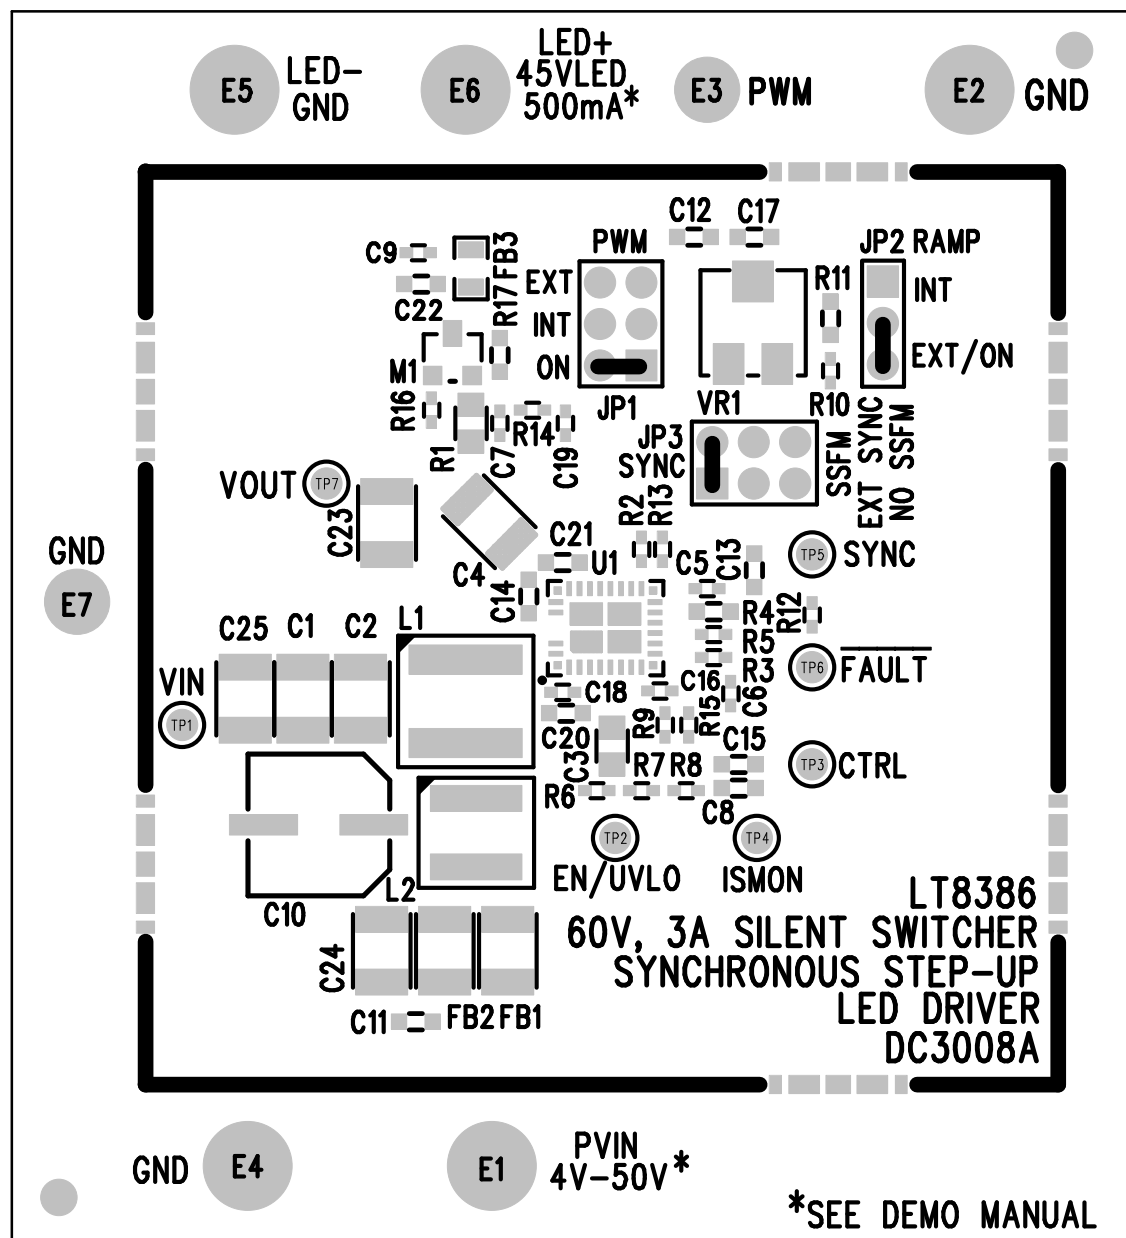 E5
LED-
GND
E6
LED+
45VLED
500mA*
E3
PWM
E2
GND
C9
C22
FB3
R17
M1
R16
R1
C7
R14
C19
PWM
EXT
INT
ON
JP1
C12
C17
VR1
R11
R10
JP2 RAMP
INT
EXT/ON
JP3
SYNC
SSFM
EXT SYNC
NO SSFM
VOUT
TP7
C23
C4
C14
C21
U1
R2
R13
C5
C13
R4
R5
R3
R12
TP5
SYNC
TP6
FAULT
GND
E7
C25
C1
C2
L1
VIN
TP1
C18
C16
C6
C20
C3
R9
R15
C15
TP3
CTRL
R6
R7
R8
C8
TP2
EN/UVLO
TP4
ISMON
C10
L2
C24
C11
FB2
FB1
LT8386
60V, 3A SILENT SWITCHER
SYNCHRONOUS STEP-UP
LED DRIVER
DC3008A
GND
E4
E1
PVIN
4V-50V*
*SEE DEMO MANUAL